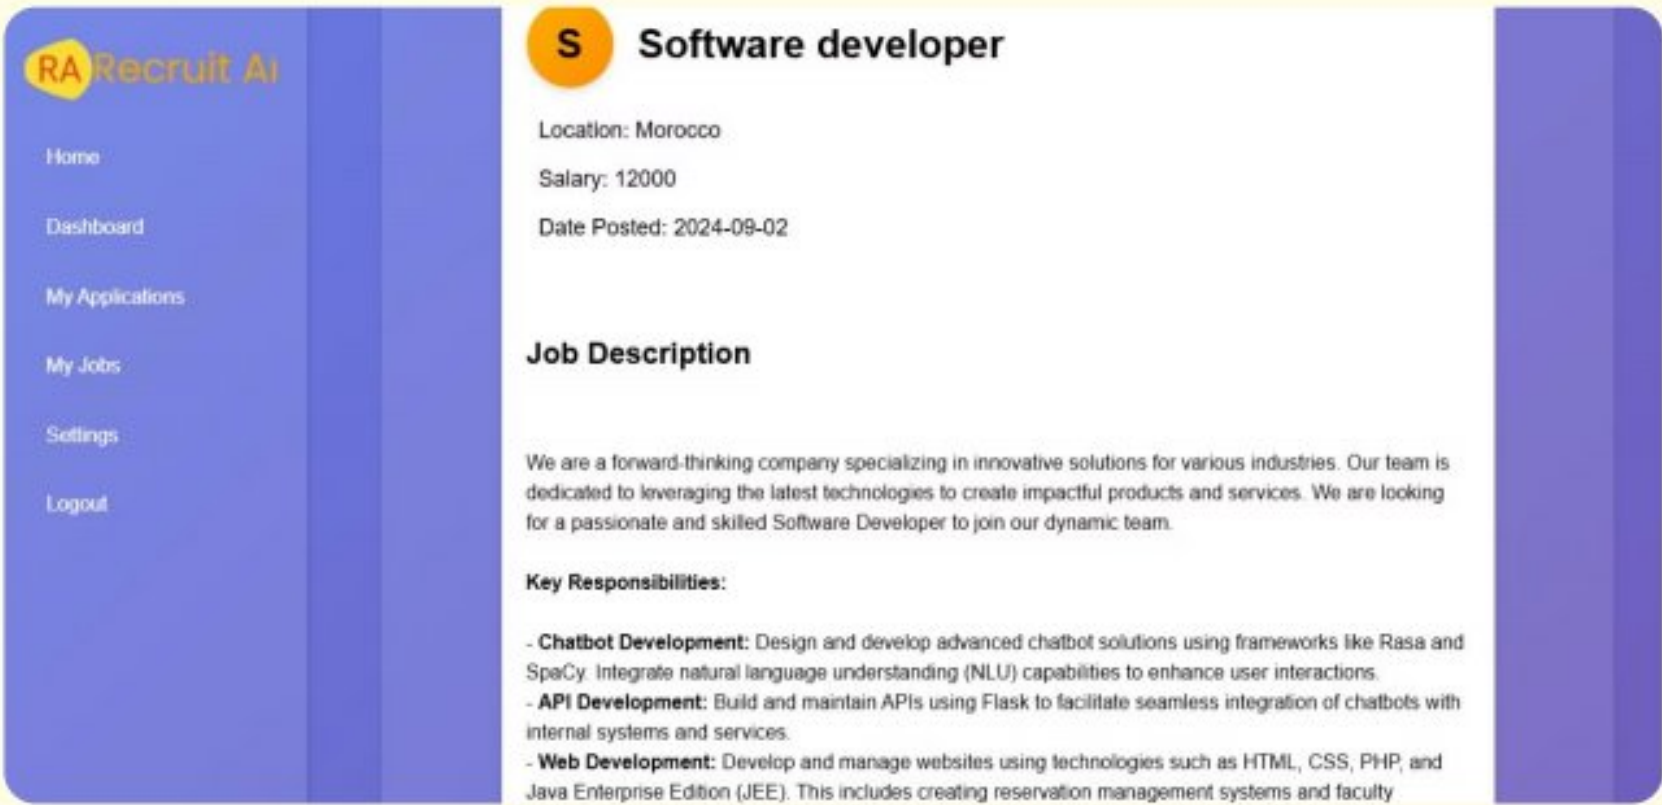 RA Recruit Ai
Home
Dashboard
My Applications
My Jobs
Settings
Logout
S Software developer
Location: Morocco
Salary: 12000
Date Posted: 2024-09-02
Job Description
We are a forward-thinking company specializing in innovative solutions for various industries. Our team is
dedicated to leveraging the latest technologies to create impactful products and services. We are looking
for a passionate and skilled Software Developer to join our dynamic team.
Key Responsibilities:
- Chatbot Development: Design and develop advanced chatbot solutions using frameworks like Rasa and
SpaCy. Integrate natural language understanding (NLU) capabilities to enhance user interactions.
- API Development: Build and maintain APIs using Flask to facilitate seamless integration of chatbots with
internal systems and services.
- Web Development: Develop and manage websites using technologies such as HTML, CSS, PHP, and
Java Enterprise Edition (JEE). This includes creating reservation management systems and faculty